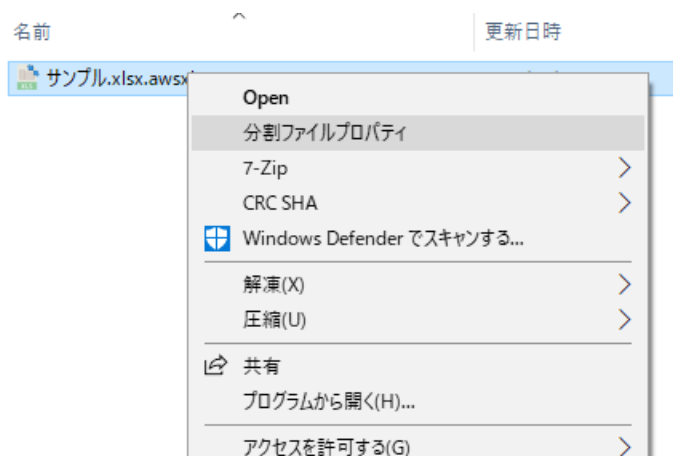 名前 更新日時
サンプル.xlsx.aws
Open
分割ファイルプロパティ
7-Zip
CRC SHA
Windows Defender でスキャンする...
解凍(X)
圧縮(U)
共有
プログラムから開く(H)...
アクセスを許可する(G)